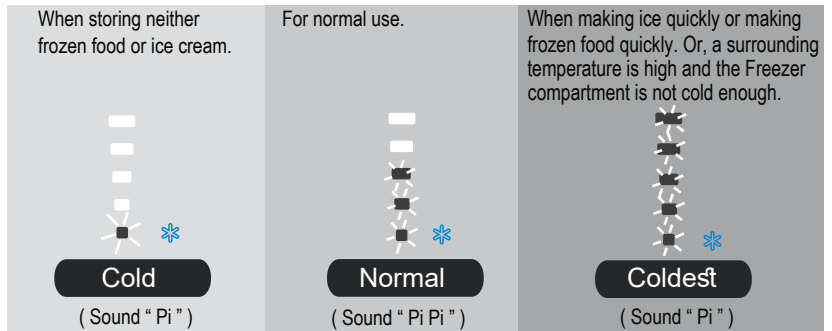 When storing neither
frozen food or ice cream.
For normal use.
When making ice quickly or making
frozen food quickly. Or, a surrounding
temperature is high and the Freezer
compartment is not cold enough.
Cold
Normal
Coldest
( Sound “ Pi ” )
( Sound “ Pi Pi ” )
( Sound “ Pi ” )